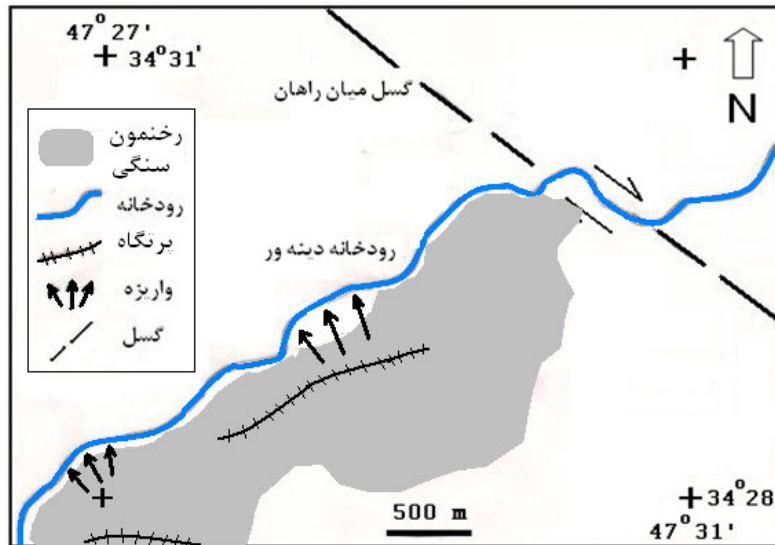 47° 27'
34° 31'
گسل میان راهان
N
رخنمون
سنگی
رودخانه
پرتگاه
واریزه
گسل
رودخانه دینه ور
500 m
34° 28
47° 31'